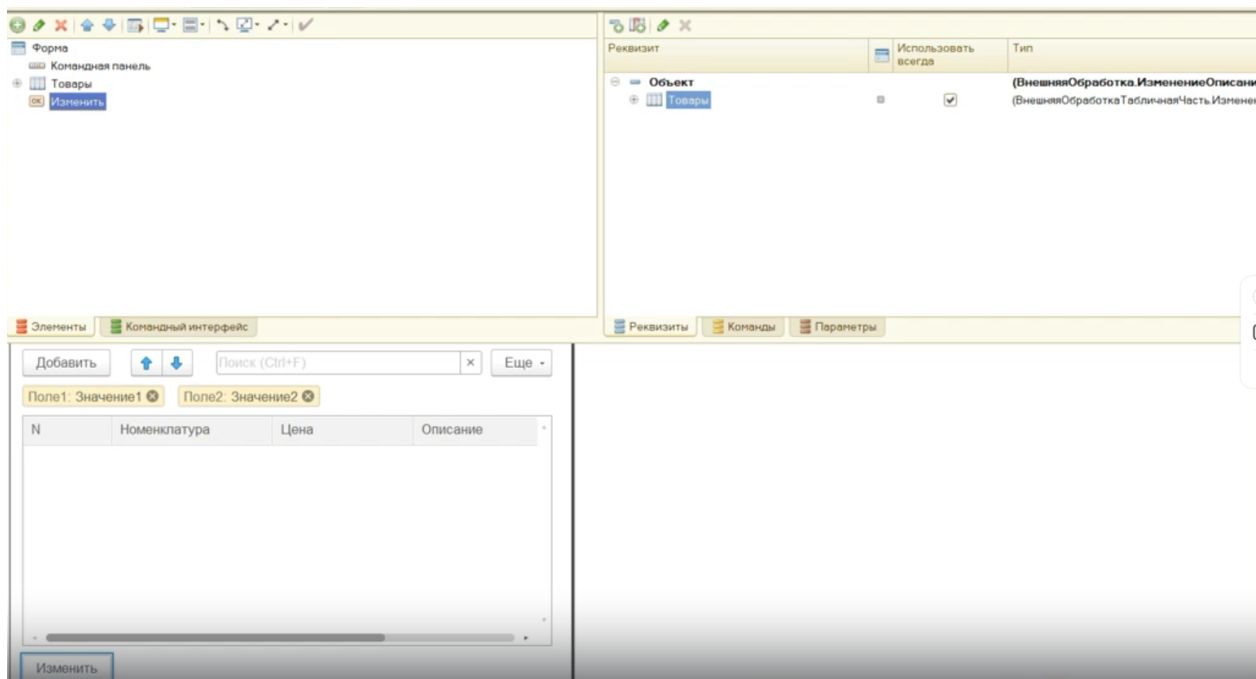 Форма
Командная панель
Товары
OK Изменить
Элементы
Командный интерфейс
Реквизит
Использовать всегда
Тип
Объект
(ВнешняяОбработка.ИзменениеОписани
Товары
(ВнешняяОбработкаТабличнаяЧасть.Изменен
Реквизиты
Команды
Параметры
Добавить
Поиск (Ctrl+F)
×
Еще
Поле1: Значение1
Поле2: Значение2
N
Номенклатура
Цена
Описание
Изменить